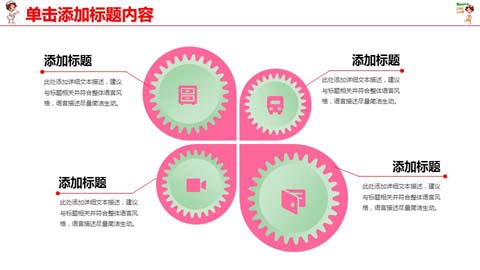 单击添加标题内容
添加标题
此处添加详细文本描述，建议
与标题相关并符合整体语言风
格，语言描述尽量简洁生动。
添加标题
此处添加详细文本描述，建议
与标题相关并符合整体语言风
格，语言描述尽量简洁生动。
添加标题
此处添加详细文本描述，建议
与标题相关并符合整体语言风
格，语言描述尽量简洁生动。
添加标题
此处添加详细文本描述，建议
与标题相关并符合整体语言风
格，语言描述尽量简洁生动。